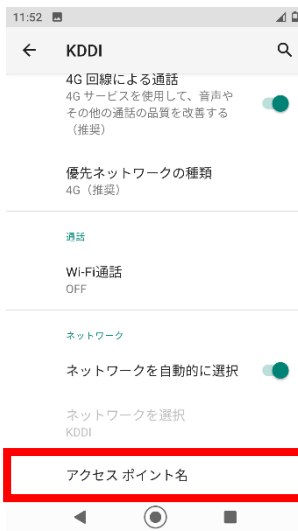 11:52
KDDI
4G 回線による通話
4G サービスを使用して、音声や
その他の通話の品質を改善する
（推奨）
優先ネットワークの種類
4G（推奨）
通話
Wi-Fi通話
OFF
ネットワーク
ネットワークを自動的に選択
ネットワークを選択
KDDI
アクセス ポイント名